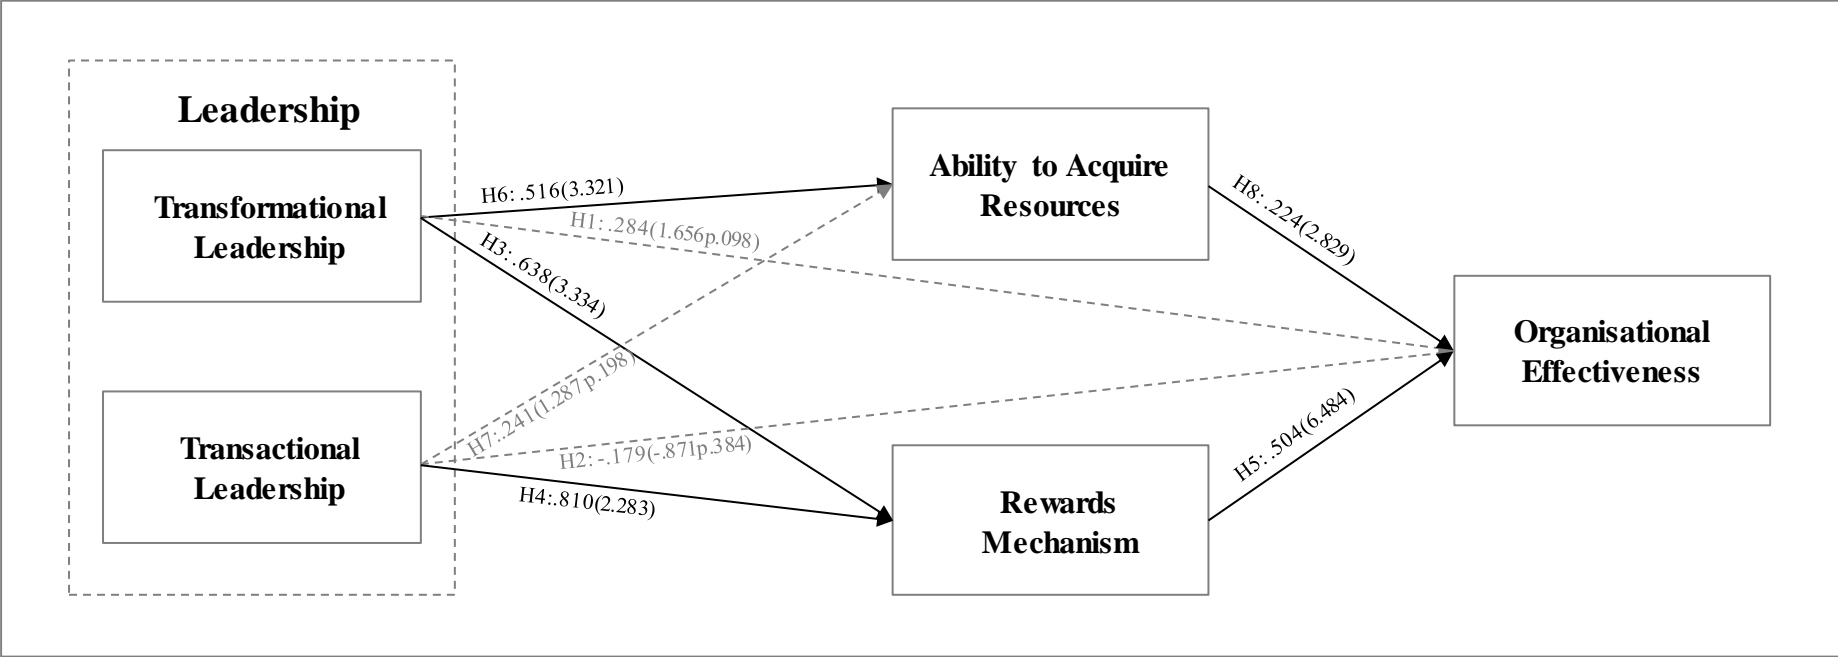 Leadership
Transformational
Leadership
Transactional
Leadership
H6: .516(3.321)
H1: .284(1.656p.098)
H3: .638(3.334)
H7:.241(1.287p.198)
H2: -.179(-.871p.384)
H4:.810(2.283)
Ability to Acquire
Resources
Rewards
Mechanism
H8: .224(2.829)
H5: .504(6.484)
Organisational
Effectiveness